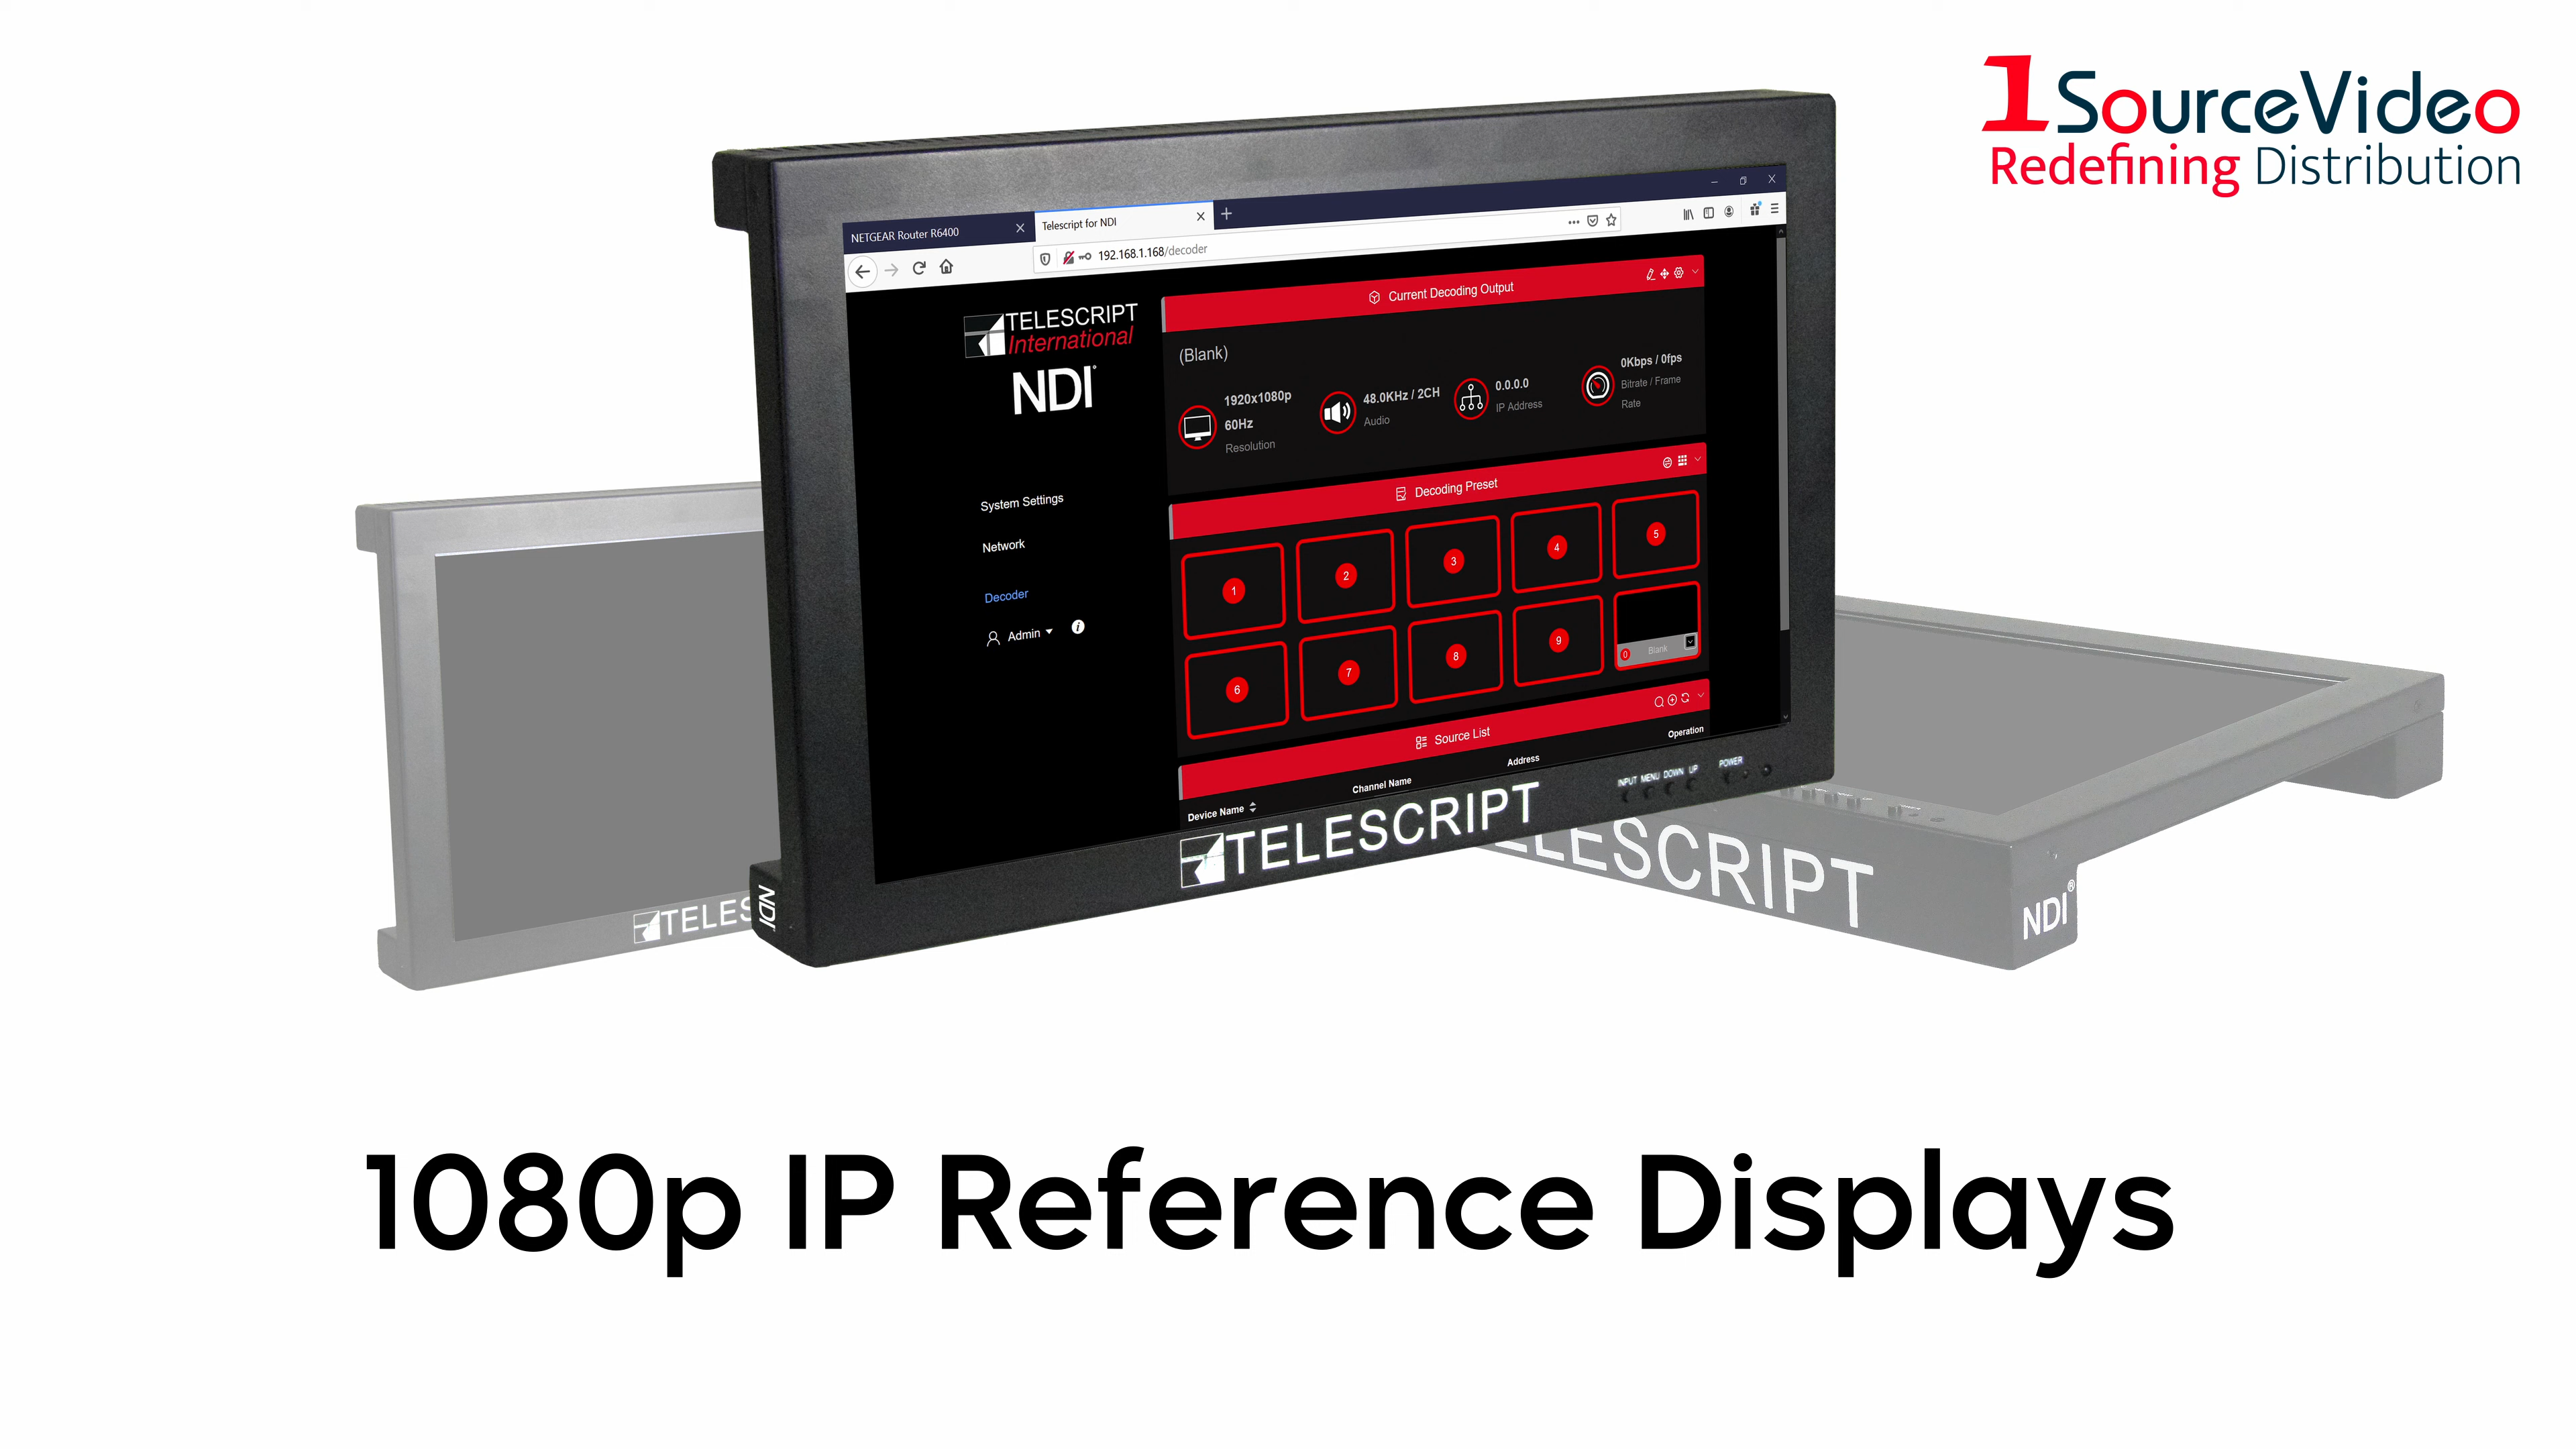 1SourceVideo
Redefining Distribution
NETGEAR Router R6400
Telescript for NDI
192.168.1.168/decoder
TELESCRIPT
International
NDI®
System Settings
Network
Decoder
Admin
Current Decoding Output
(Blank)
1920x1080p
60Hz
Resolution
48.0KHz / 2CH
Audio
0.0.0.0
IP Address
0Kbps / 0fps
Bitrate / Frame
Rate
Decoding Preset
1 2 3 4 5
6 7 8 9 0 Blank
Source List
Device Name Channel Name Address Operation
INPUT MENU DOWN UP POWER
TELESCRIPT
NDI
TELES
ELESCRIPT
NDI®
1080p IP Reference Displays